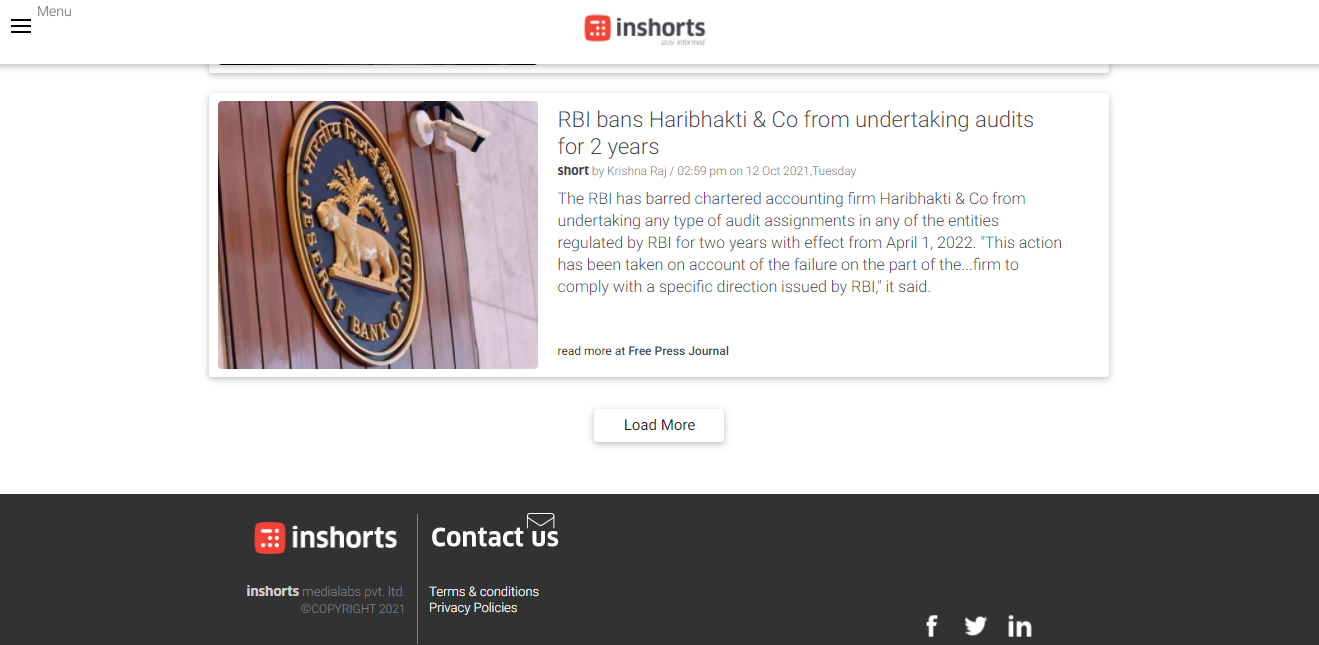 Menu
inshorts
stay informed
भारतीय रिज़र्व बैंक
RESERVE BANK OF INDIA
RBI bans Haribhakti & Co from undertaking audits
for 2 years
short by Krishna Raj / 02:59 pm on 12 Oct 2021,Tuesday
The RBI has barred chartered accounting firm Haribhakti & Co from
undertaking any type of audit assignments in any of the entities
regulated by RBI for two years with effect from April 1, 2022. "This action
has been taken on account of the failure on the part of the...firm to
comply with a specific direction issued by RBI," it said.
read more at Free Press Journal
Load More
inshorts
Contact us
inshorts medialabs pvt. ltd.
©COPYRIGHT 2021
Terms & conditions
Privacy Policies
f
in